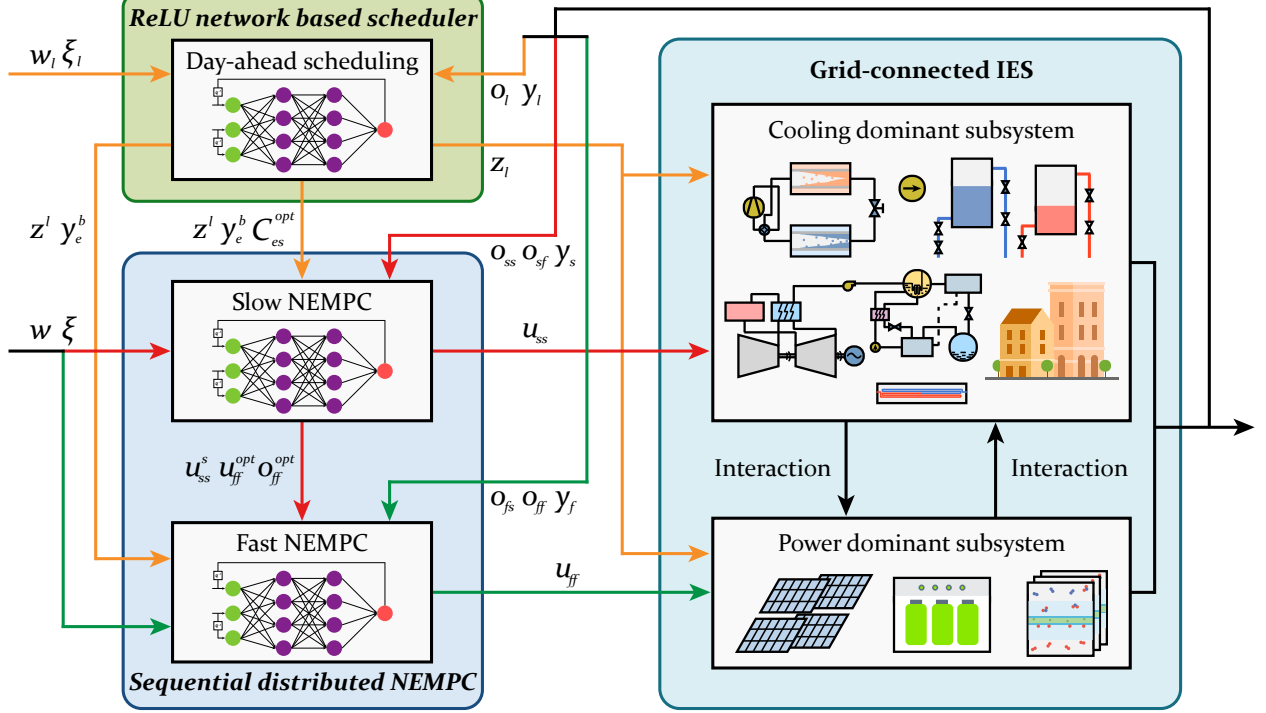 ReLU network based scheduler
Day-ahead scheduling
w_l ξ_l
o_l y_l
z_l
z^l y_e^b
z^l y_e^b C_es^opt
Grid-connected IES
Cooling dominant subsystem
o_ss o_sf y_s
Slow NEMPC
w ξ
u_ss
u_ss^s u_ff^opt o_ff^opt
Interaction
Interaction
o_fs o_ff y_f
Fast NEMPC
u_ff
Power dominant subsystem
Sequential distributed NEMPC